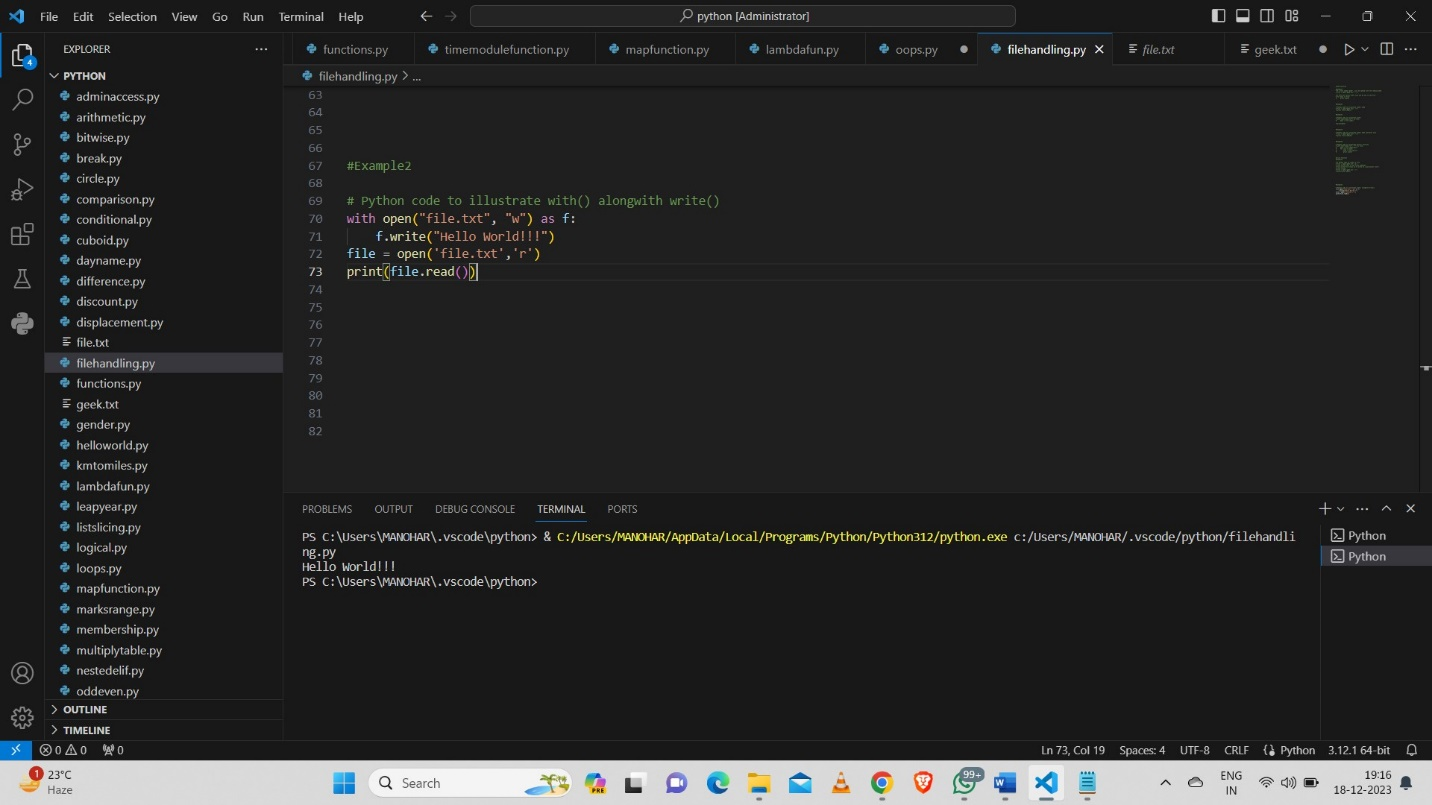 File Edit Selection View Go Run Terminal Help
python [Administrator]
EXPLORER
functions.py timemodulefunction.py mapfunction.py lambdafun.py oops.py filehandling.py file.txt geek.txt
4
PYTHON
filehandling.py > ...
adminaccess.py
arithmetic.py
bitwise.py
break.py
circle.py
comparison.py
conditional.py
cuboid.py
dayname.py
difference.py
discount.py
displacement.py
file.txt
filehandling.py
functions.py
geek.txt
gender.py
helloworld.py
kmtomiles.py
lambdafun.py
leapyear.py
listslicing.py
logical.py
loops.py
mapfunction.py
marksrange.py
membership.py
multiplytable.py
nestedelif.py
oddeven.py
OUTLINE
TIMELINE
63
64
65
66
67 #Example2
68
69 # Python code to illustrate with() alongwith write()
70 with open("file.txt", "w") as f:
71 f.write("Hello World!!!")
72 file = open('file.txt','r')
73 print(file.read())
74
75
76
77
78
79
80
81
82
PROBLEMS OUTPUT DEBUG CONSOLE TERMINAL PORTS
PS C:\Users\MANOHAR\.vscode\python> & C:/Users/MANOHAR/AppData/Local/Programs/Python/Python312/python.exe c:/Users/MANOHAR/.vscode/python/filehandli
ng.py
Hello World!!!
PS C:\Users\MANOHAR\.vscode\python>
Python
Python
0 0 0
Ln 73, Col 19 Spaces: 4 UTF-8 CRLF Python 3.12.1 64-bit
1
23°C
Haze
Search
PRE
99+
ENG
IN
19:16
18-12-2023